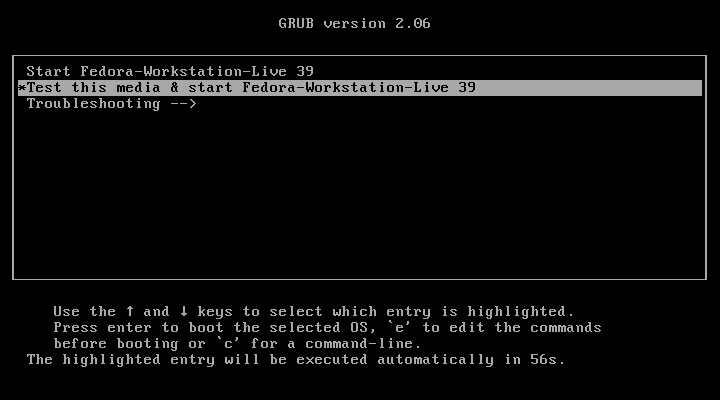 GRUB version 2.06
Start Fedora-Workstation-Live 39
*Test this media & start Fedora-Workstation-Live 39
Troubleshooting -->
Use the ↑ and ↓ keys to select which entry is highlighted.
Press enter to boot the selected OS, `e' to edit the commands
before booting or `c' for a command-line.
The highlighted entry will be executed automatically in 56s.